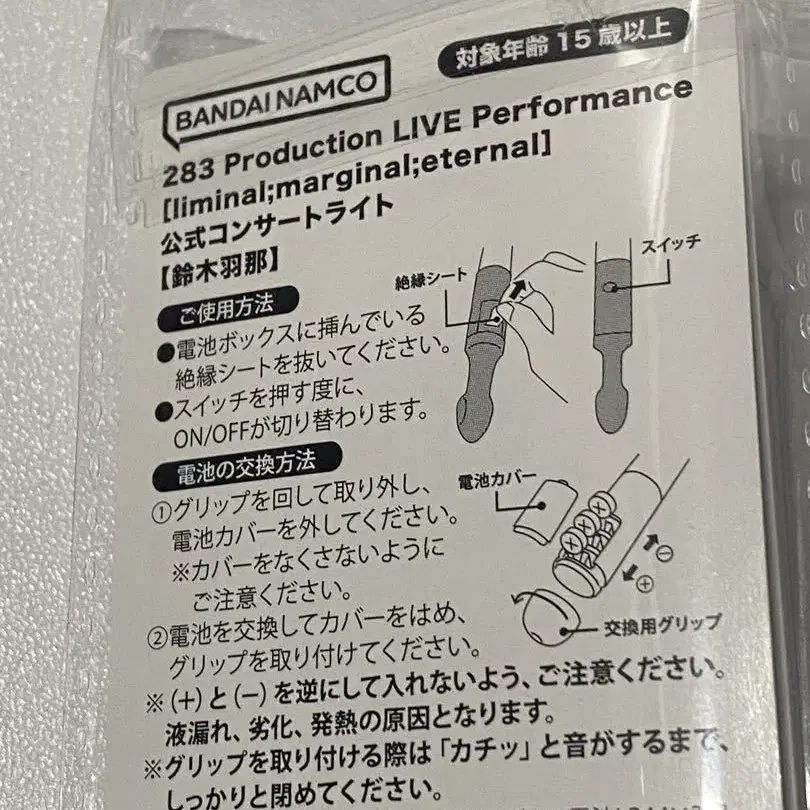 対象年齢15歳以上
BANDAI NAMCO
283 Production LIVE Performance
[liminal;marginal;eternal]
公式コンサートライト
【鈴木羽那】
ご使用方法
●電池ボックスに挿んでいる
絶縁シートを抜いてください。
●スイッチを押す度に、
ON/OFFが切り替わります。
絶縁シート
スイッチ
電池の交換方法
①グリップを回して取り外し、
電池カバーを外してください。
※カバーをなくさないように
ご注意ください。
②電池を交換してカバーをはめ、
グリップを取り付けてください。
電池カバー
⊖
⊕
交換用グリップ
※(+)と(−)を逆にして入れないよう、ご注意ください。
液漏れ、劣化、発熱の原因となります。
※グリップを取り付ける際は「カチッ」と音がするまで、
しっかりと閉めてください。